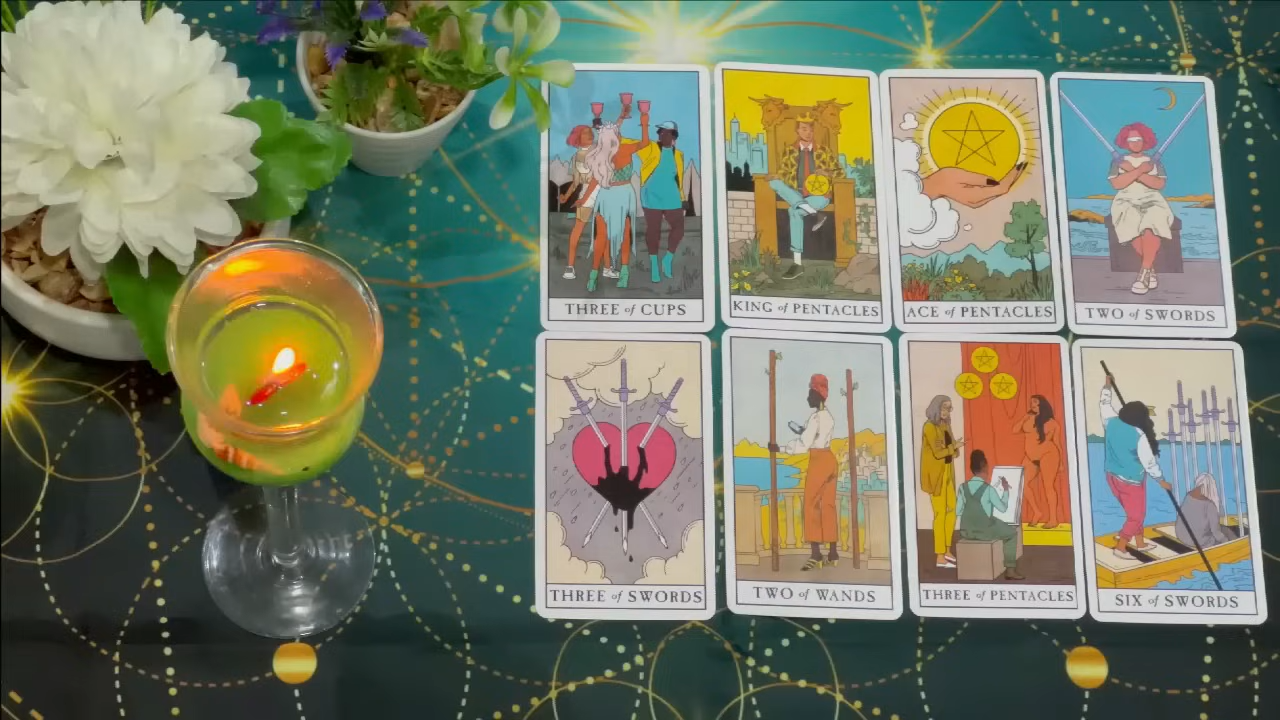 THREE of CUPS
KING of PENTACLES
ACE of PENTACLES
TWO of SWORDS
THREE of SWORDS
TWO of WANDS
THREE of PENTACLES
SIX of SWORDS